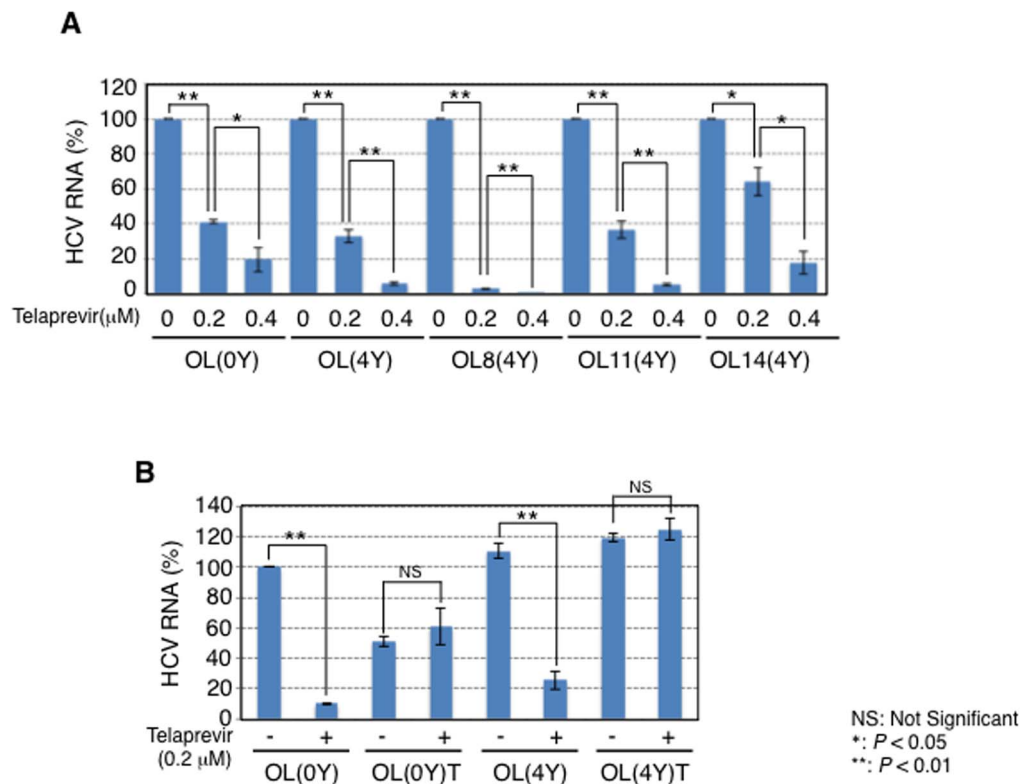 A
HCV RNA (%)
120
100
80
60
40
20
0
** * ** ** ** ** ** ** * *
Telaprevir(μM) 0 0.2 0.4 0 0.2 0.4 0 0.2 0.4 0 0.2 0.4 0 0.2 0.4
OL(0Y) OL(4Y) OL8(4Y) OL11(4Y) OL14(4Y)
B
HCV RNA (%)
140
120
100
80
60
40
20
0
** NS ** NS
Telaprevir - + - + - + - +
(0.2 μM)
OL(0Y) OL(0Y)T OL(4Y) OL(4Y)T
NS: Not Significant
*: P < 0.05
**: P < 0.01